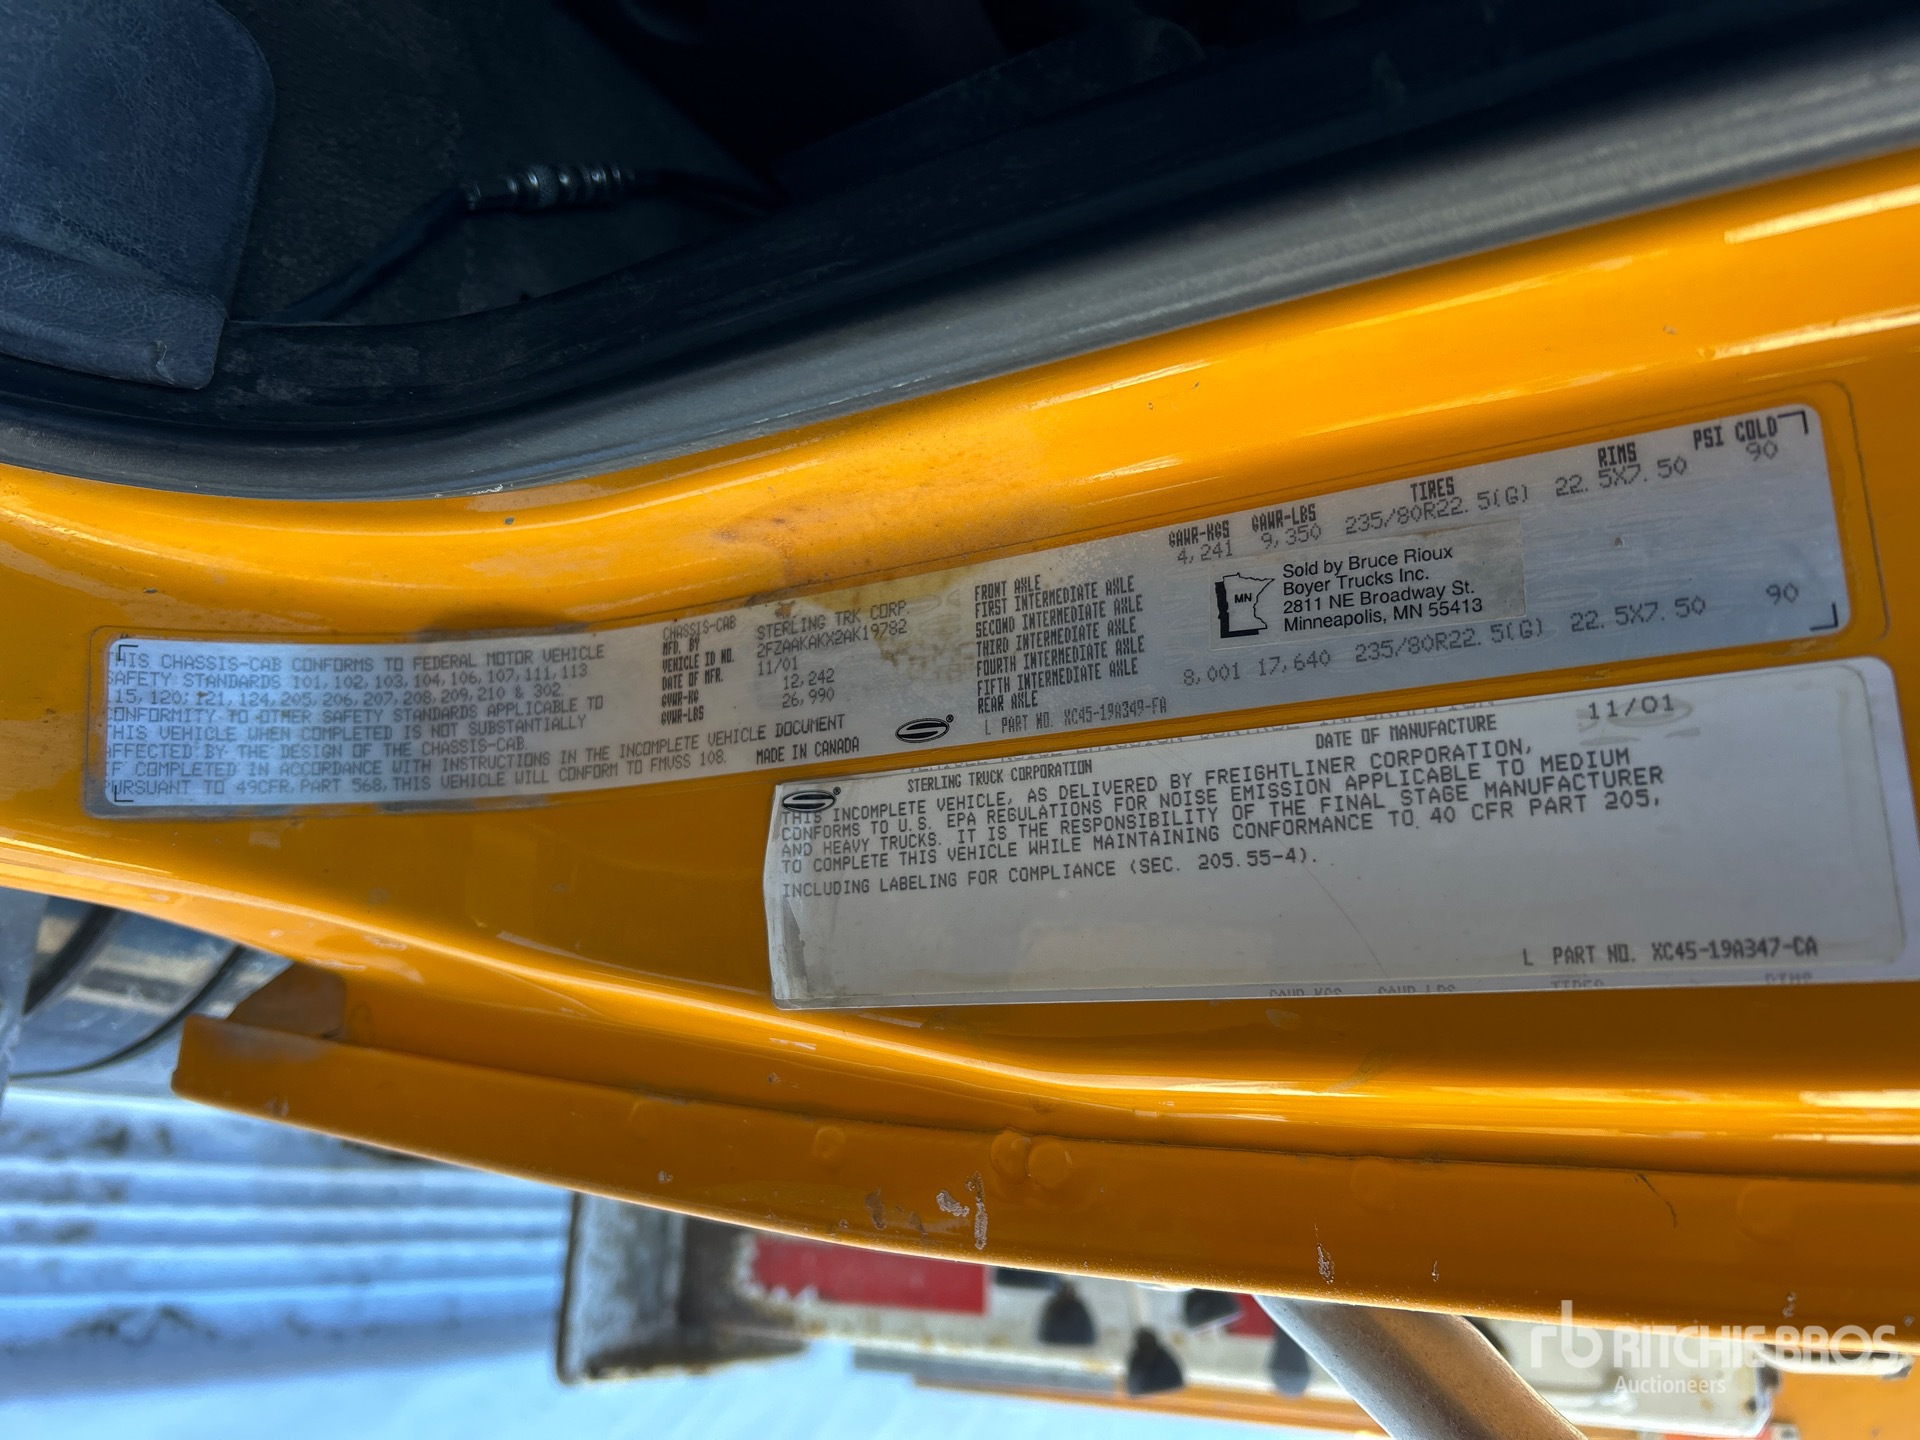 THIS CHASSIS-CAB CONFORMS TO FEDERAL MOTOR VEHICLE
SAFETY STANDARDS 101, 102, 103, 104, 106, 107, 111, 113
115, 120, 121, 124, 205, 206, 207, 208, 209, 210 & 302.
CONFORMITY TO OTHER SAFETY STANDARDS APPLICABLE TO
THIS VEHICLE WHEN COMPLETED IS NOT SUBSTANTIALLY
AFFECTED BY THE DESIGN OF THE CHASSIS-CAB.
IF COMPLETED IN ACCORDANCE WITH INSTRUCTIONS IN THE INCOMPLETE VEHICLE DOCUMENT
PURSUANT TO 49CFR, PART 568, THIS VEHICLE WILL CONFORM TO FMVSS 108.
MADE IN CANADA
CHASSIS-CAB
MFD. BY STERLING TRK CORP.
VEHICLE ID NO. 2FZAAKAKX2AK19782
DATE OF MFR. 11/01
GVWR-KG 12,242
GVWR-LBS 26,990
GAWR-KGS GAWR-LBS TIRES RIMS PSI COLD
FRONT AXLE 4,241 9,350 235/80R22.5(G) 22.5X7.50 90
FIRST INTERMEDIATE AXLE
SECOND INTERMEDIATE AXLE
THIRD INTERMEDIATE AXLE
FOURTH INTERMEDIATE AXLE
FIFTH INTERMEDIATE AXLE
REAR AXLE 8,001 17,640 235/80R22.5(G) 22.5X7.50 90
L PART NO. XC45-19A349-FA
MN
Sold by Bruce Rioux
Boyer Trucks Inc.
2811 NE Broadway St.
Minneapolis, MN 55413
STERLING TRUCK CORPORATION
DATE OF MANUFACTURE 11/01
THIS INCOMPLETE VEHICLE, AS DELIVERED BY FREIGHTLINER CORPORATION,
CONFORMS TO U.S. EPA REGULATIONS FOR NOISE EMISSION APPLICABLE TO MEDIUM
AND HEAVY TRUCKS. IT IS THE RESPONSIBILITY OF THE FINAL STAGE MANUFACTURER
TO COMPLETE THIS VEHICLE WHILE MAINTAINING CONFORMANCE TO 40 CFR PART 205,
INCLUDING LABELING FOR COMPLIANCE (SEC. 205.55-4).
L PART NO. XC45-19A347-CA
rb RITCHIE BROS.
Auctioneers